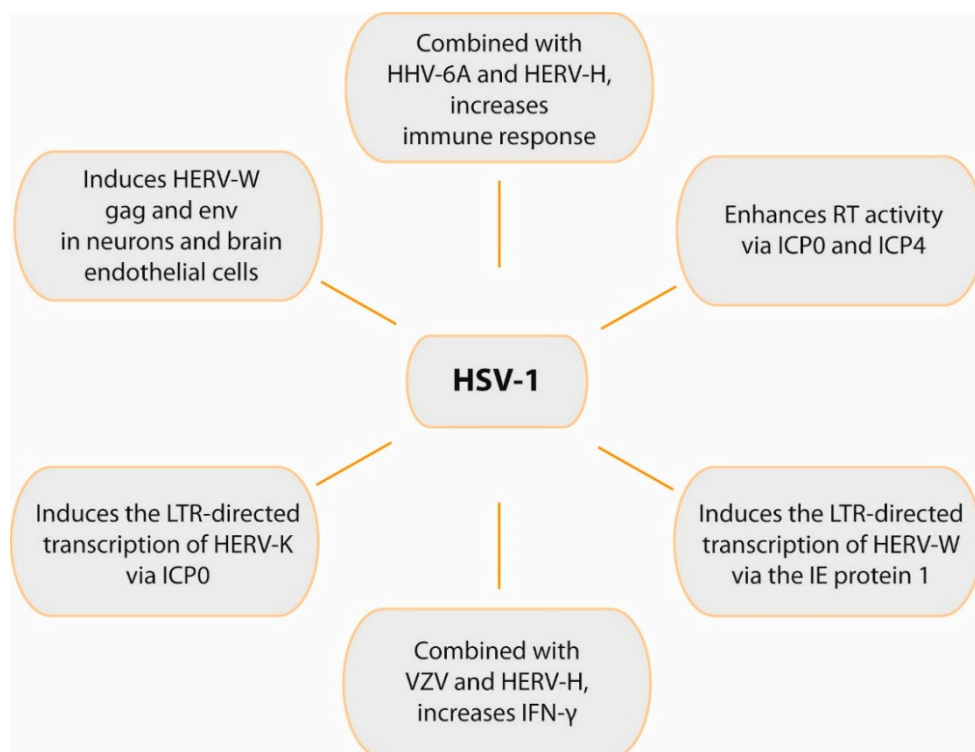 Combined with
HHV-6A and HERV-H,
increases
immune response
Induces HERV-W
gag and env
in neurons and brain
endothelial cells
Enhances RT activity
via ICP0 and ICP4
HSV-1
Induces the LTR-directed
transcription of HERV-K
via ICP0
Induces the LTR-directed
transcription of HERV-W
via the IE protein 1
Combined with
VZV and HERV-H,
increases IFN-γ